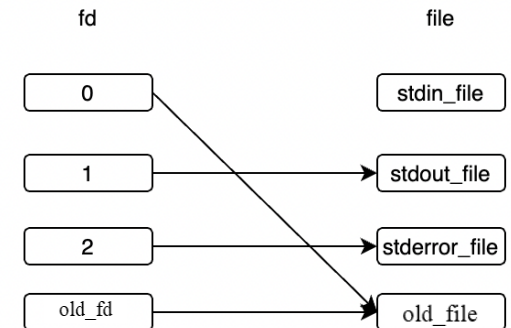 fd file
0 stdin_file
1 stdout_file
2 stderror_file
old_fd old_file